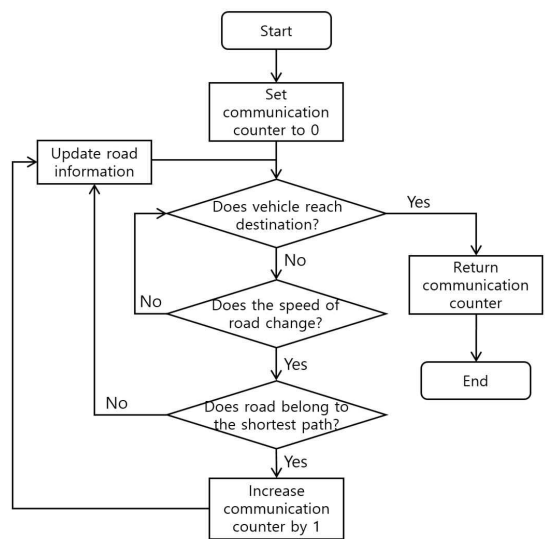 Start
Set
communication
counter to 0
Update road
information
Does vehicle reach
destination?
Yes
No
Return
communication
counter
Does the speed of
road change?
No
Yes
End
Does road belong to
the shortest path?
No
Yes
Increase
communication
counter by 1